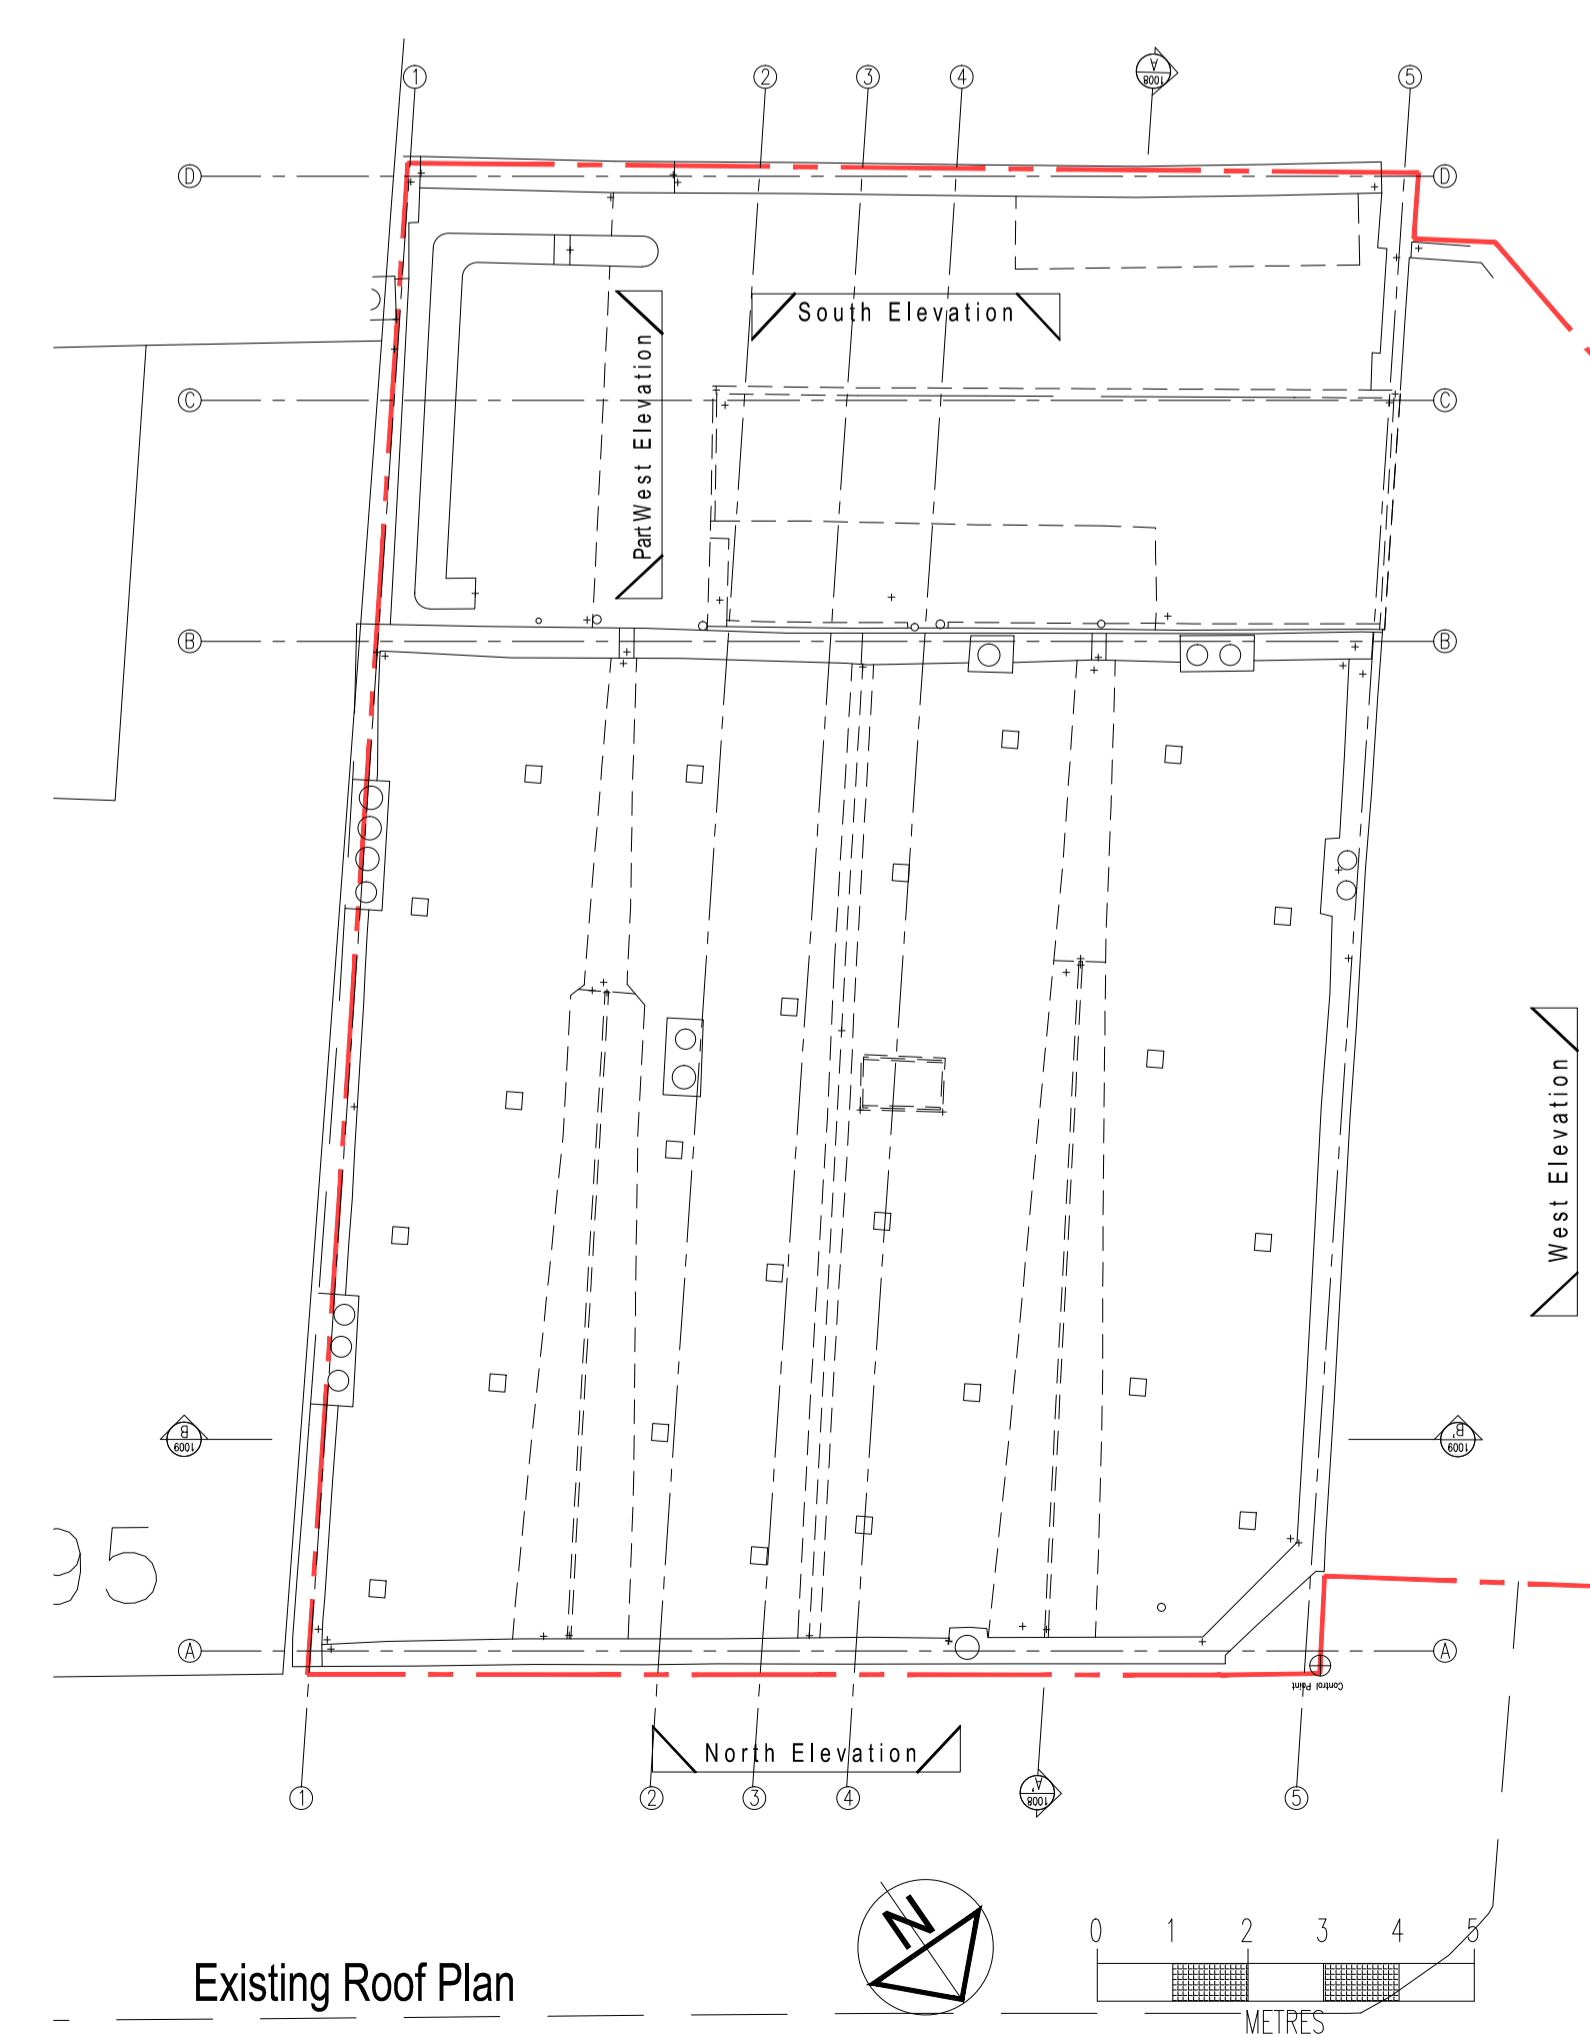 1 2 3 4 A 1008 5
D D
South Elevation
Part West Elevation
C C
B B
West Elevation
B 1009 B' 1009
95
A A
Control Point
North Elevation
1 2 3 4 A' 1008 5
N
0 1 2 3 4 5
METRES
Existing Roof Plan